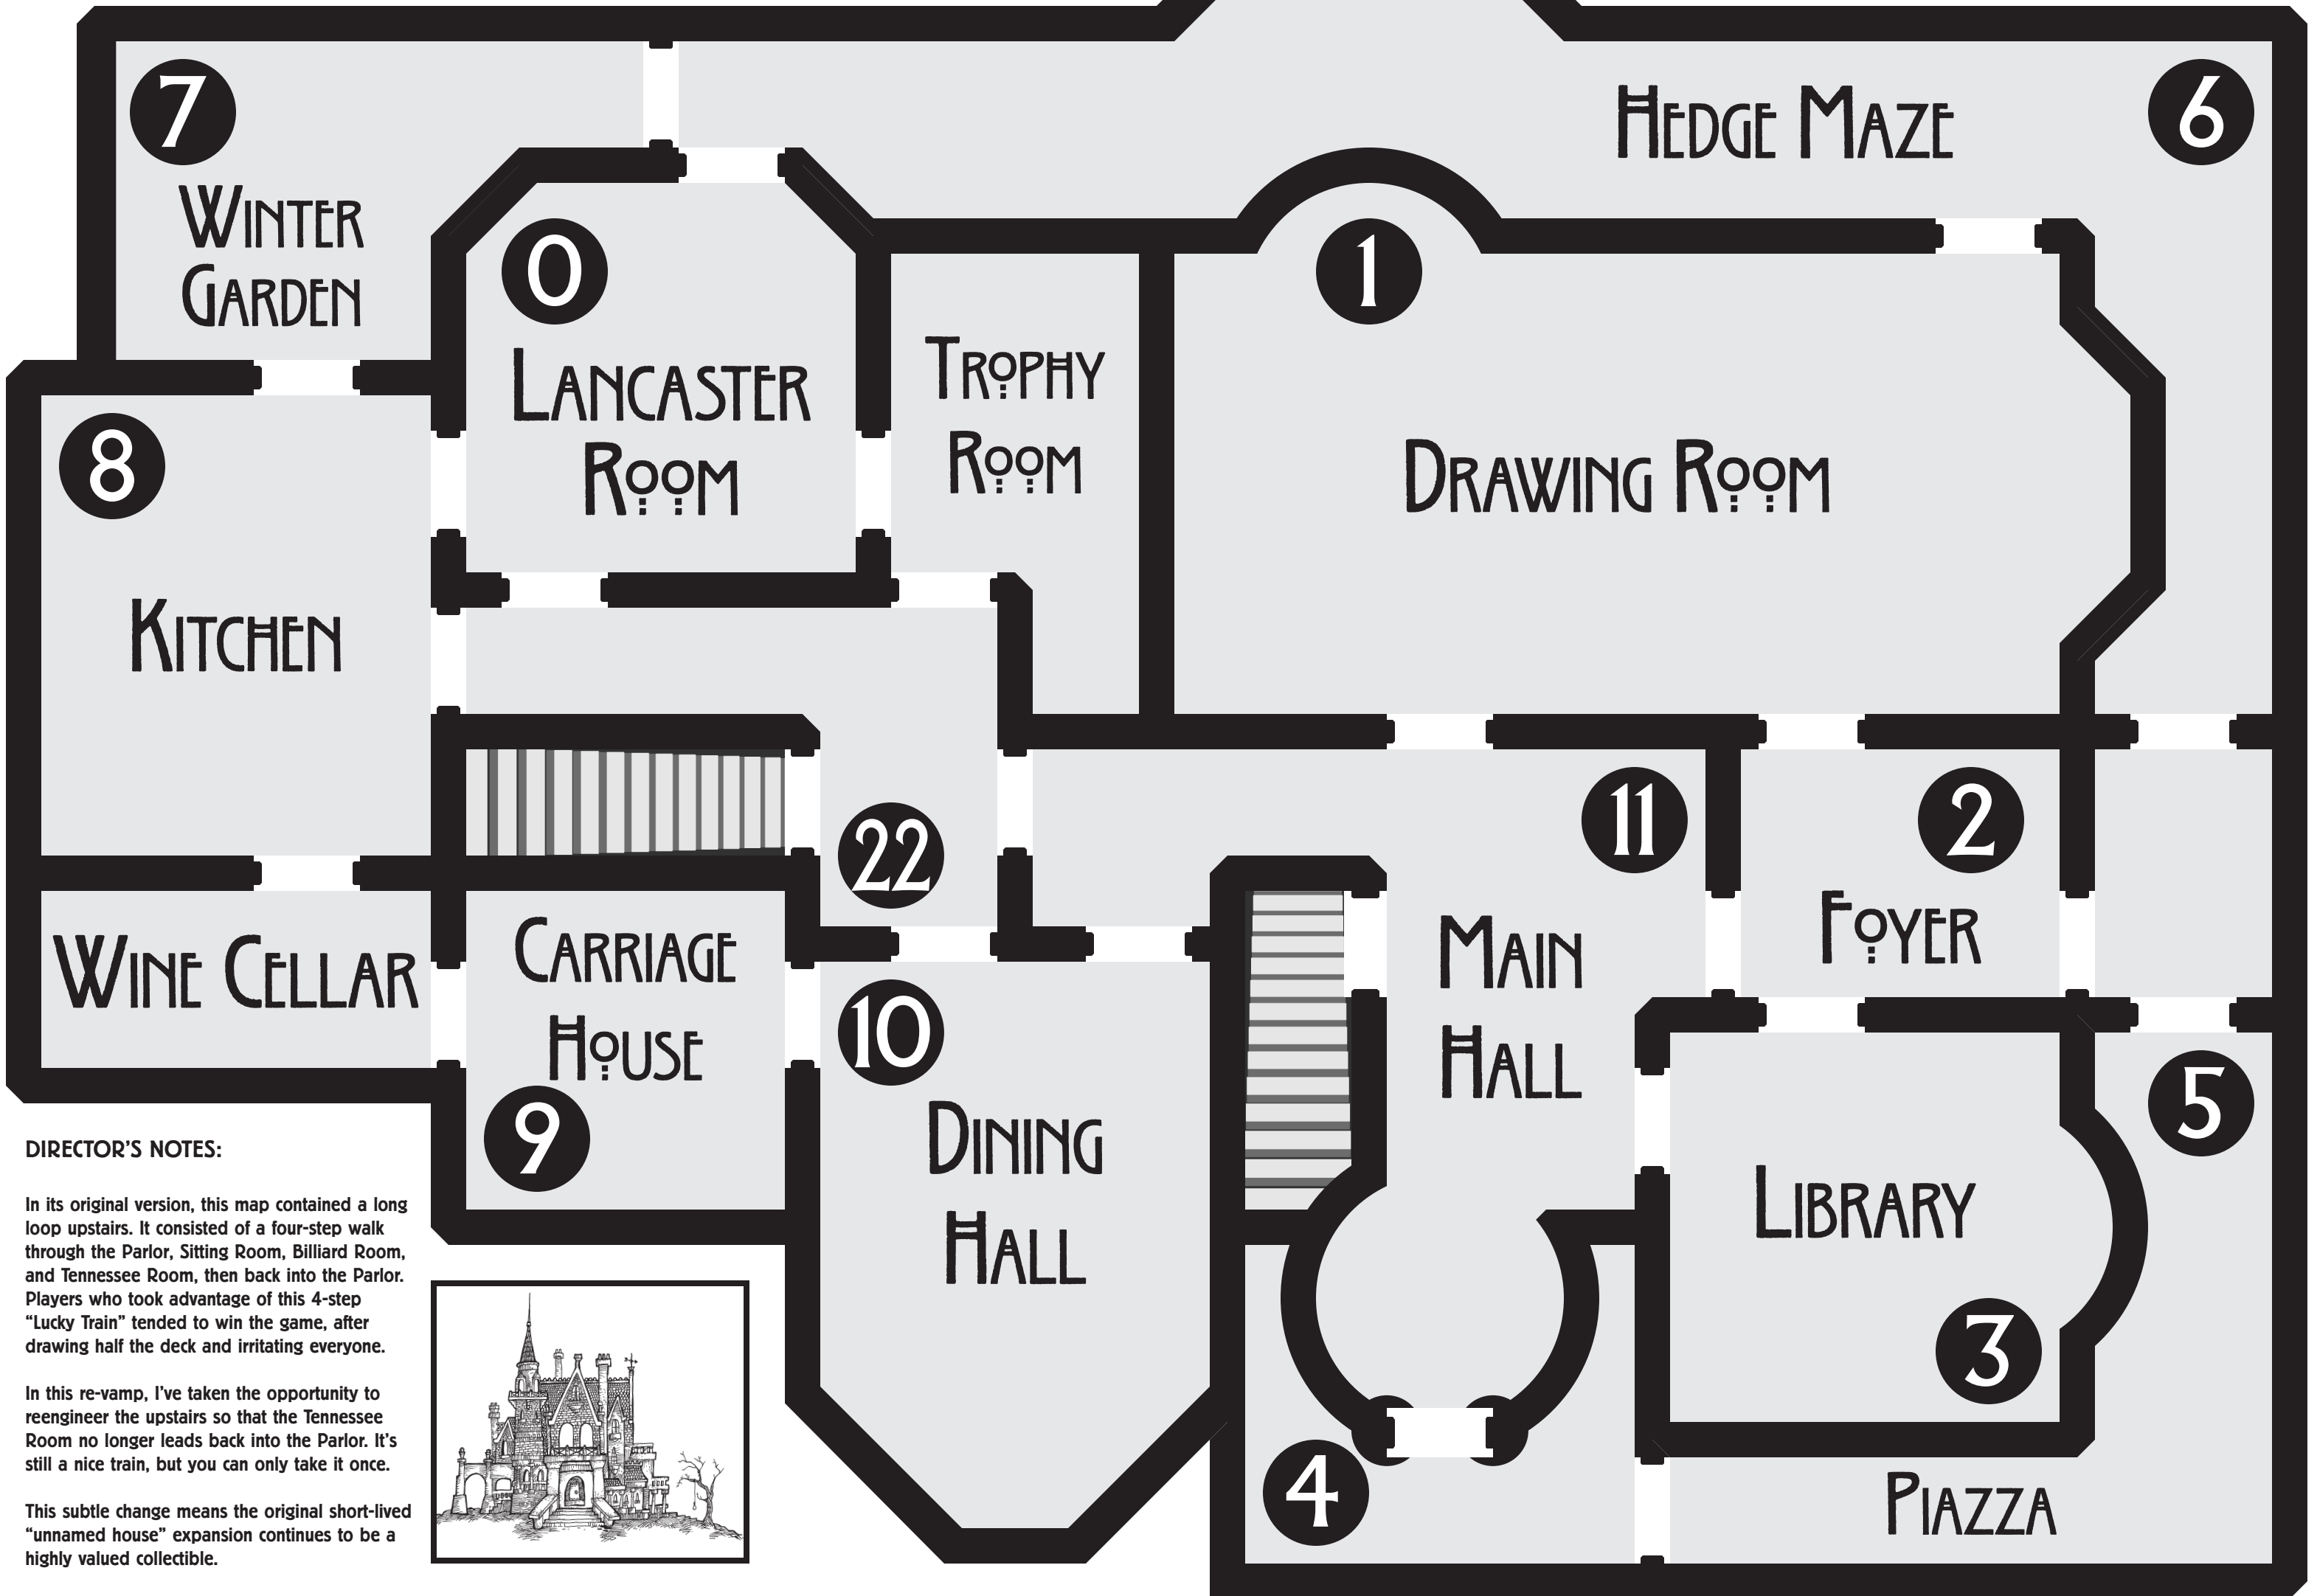 7
HEDGE MAZE
6
WINTER
GARDEN
0
LANCASTER
ROOM
TROPHY
ROOM
1
DRAWING ROOM
8
KITCHEN
22
11
2
FOYER
MAIN
HALL
WINE CELLAR
CARRIAGE
HOUSE
9
10
DINING
HALL
5
LIBRARY
3
4
PIAZZA
DIRECTOR'S NOTES:
In its original version, this map contained a long
loop upstairs. It consisted of a four-step walk
through the Parlor, Sitting Room, Billiard Room,
and Tennessee Room, then back into the Parlor.
Players who took advantage of this 4-step
“Lucky Train” tended to win the game, after
drawing half the deck and irritating everyone.
In this re-vamp, I’ve taken the opportunity to
reengineer the upstairs so that the Tennessee
Room no longer leads back into the Parlor. It’s
still a nice train, but you can only take it once.
This subtle change means the original short-lived
“unnamed house” expansion continues to be a
highly valued collectible.